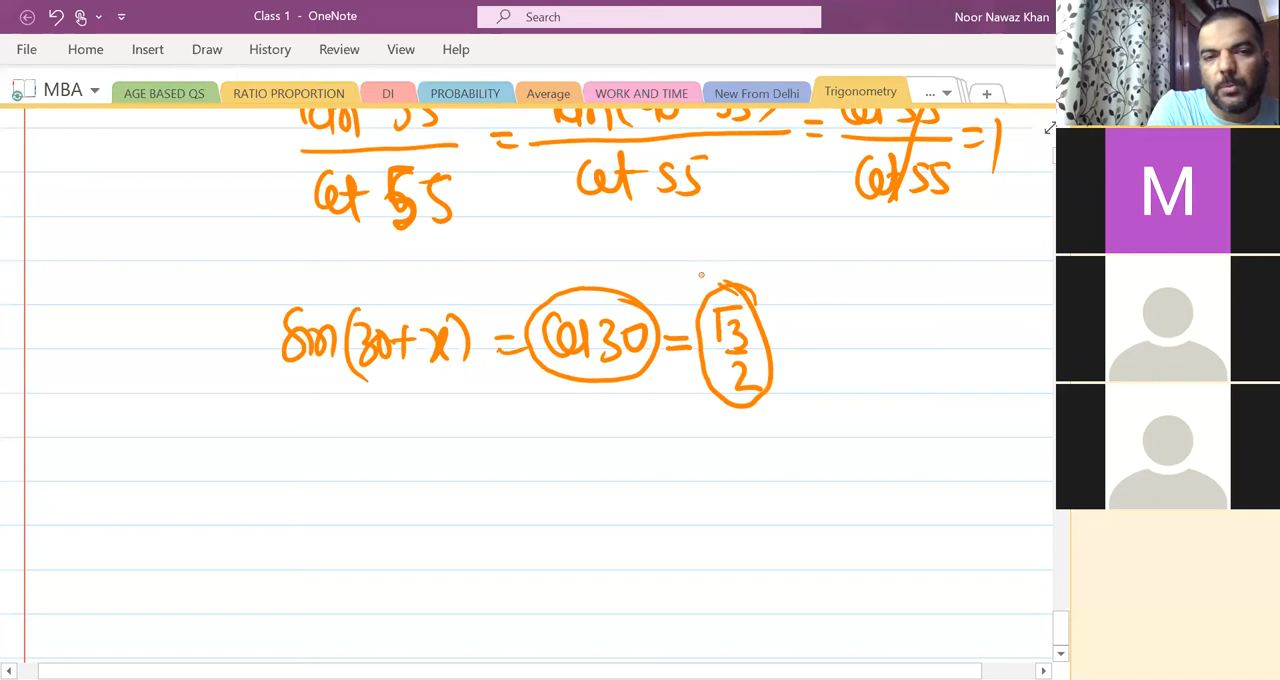 Class 1 - OneNote
Search
Noor Nawaz Khan
File Home Insert Draw History Review View Help
MBA AGE BASED QS RATIO PROPORTION DI PROBABILITY Average WORK AND TIME New From Delhi Trigonometry ... +
= = = 1
cot 55 cot 55 cot 55
sin(30+x) = cos 30 = √3/2
M